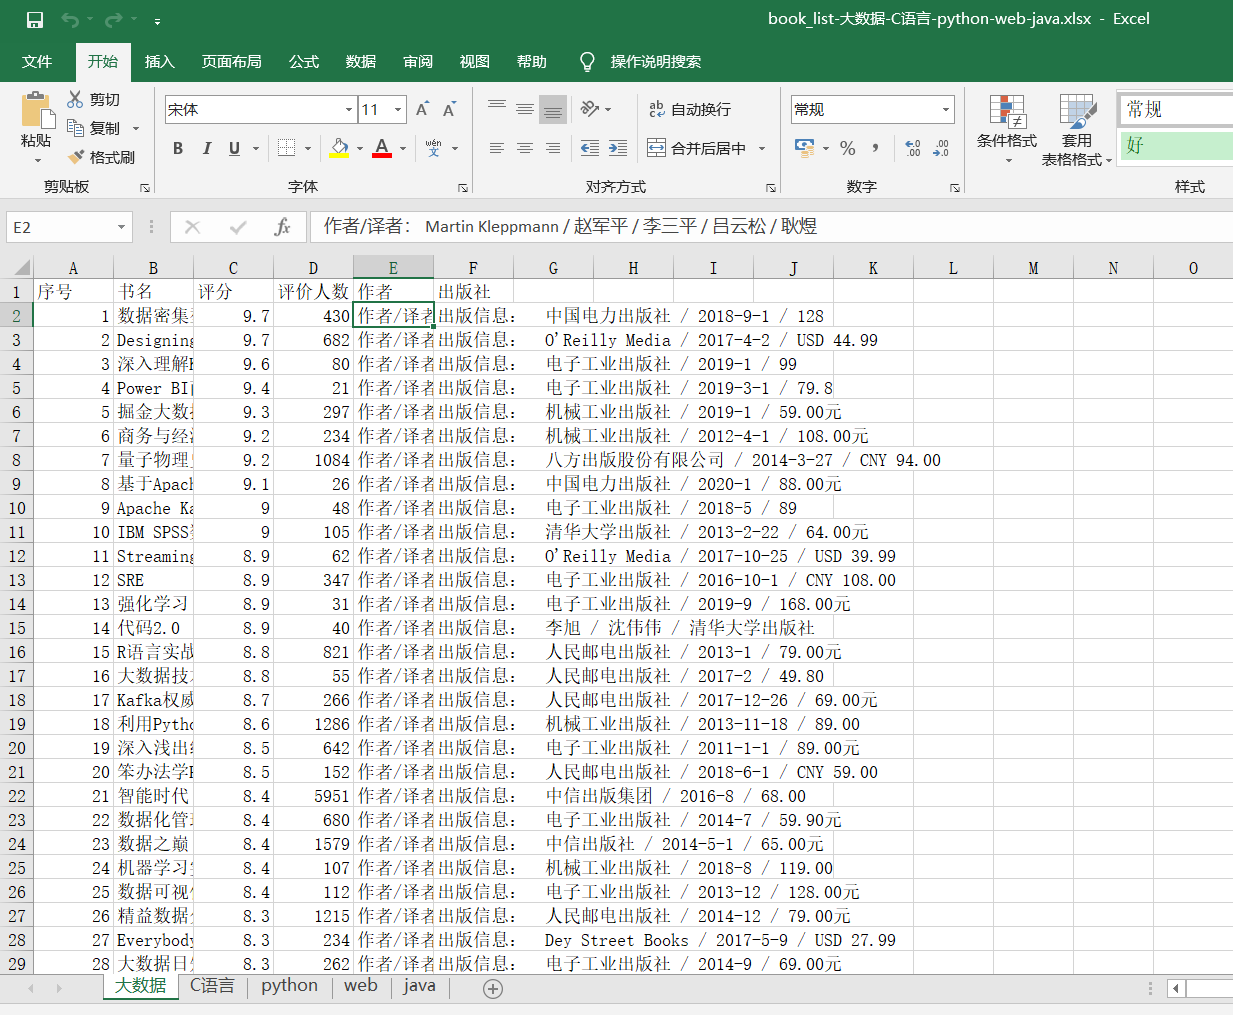 book_list-大数据-C语言-python-web-java.xlsx - Excel
文件 开始 插入 页面布局 公式 数据 审阅 视图 帮助 操作说明搜索
粘贴 剪切 复制 格式刷 剪贴板
宋体 11 B I U A wén 文 字体
ab 自动换行 合并后居中 对齐方式
常规 % , 数字
条件格式 套用 表格格式 常规 好 样式
E2 fx 作者/译者: Martin Kleppmann / 赵军平 / 李三平 / 吕云松 / 耿煜
A B C D E F G H I J K L M N O
1 序号 书名 评分 评价人数 作者 出版社
2 1 数据密集 9.7 430 作者/译者 出版信息: 中国电力出版社 / 2018-9-1 / 128
3 2 Designing 9.7 682 作者/译者 出版信息: O'Reilly Media / 2017-4-2 / USD 44.99
4 3 深入理解 9.6 80 作者/译者 出版信息: 电子工业出版社 / 2019-1 / 99
5 4 Power BI 9.4 21 作者/译者 出版信息: 电子工业出版社 / 2019-3-1 / 79.8
6 5 掘金大数 9.3 297 作者/译者 出版信息: 机械工业出版社 / 2019-1 / 59.00元
7 6 商务与经 9.2 234 作者/译者 出版信息: 机械工业出版社 / 2012-4-1 / 108.00元
8 7 量子物理 9.2 1084 作者/译者 出版信息: 八方出版股份有限公司 / 2014-3-27 / CNY 94.00
9 8 基于Apach 9.1 26 作者/译者 出版信息: 中国电力出版社 / 2020-1 / 88.00元
10 9 Apache Ka 9 48 作者/译者 出版信息: 电子工业出版社 / 2018-5 / 89
11 10 IBM SPSS 9 105 作者/译者 出版信息: 清华大学出版社 / 2013-2-22 / 64.00元
12 11 Streaming 8.9 62 作者/译者 出版信息: O'Reilly Media / 2017-10-25 / USD 39.99
13 12 SRE 8.9 347 作者/译者 出版信息: 电子工业出版社 / 2016-10-1 / CNY 108.00
14 13 强化学习 8.9 31 作者/译者 出版信息: 电子工业出版社 / 2019-9 / 168.00元
15 14 代码2.0 8.9 40 作者/译者 出版信息: 李旭 / 沈伟伟 / 清华大学出版社
16 15 R语言实战 8.8 821 作者/译者 出版信息: 人民邮电出版社 / 2013-1 / 79.00元
17 16 大数据技 8.8 55 作者/译者 出版信息: 人民邮电出版社 / 2017-2 / 49.80
18 17 Kafka权威 8.7 266 作者/译者 出版信息: 人民邮电出版社 / 2017-12-26 / 69.00元
19 18 利用Pytho 8.6 1286 作者/译者 出版信息: 机械工业出版社 / 2013-11-18 / 89.00
20 19 深入浅出 8.5 642 作者/译者 出版信息: 电子工业出版社 / 2011-1-1 / 89.00元
21 20 笨办法学 8.5 152 作者/译者 出版信息: 人民邮电出版社 / 2018-6-1 / CNY 59.00
22 21 智能时代 8.4 5951 作者/译者 出版信息: 中信出版集团 / 2016-8 / 68.00
23 22 数据化管 8.4 680 作者/译者 出版信息: 电子工业出版社 / 2014-7 / 59.90元
24 23 数据之巅 8.4 1579 作者/译者 出版信息: 中信出版社 / 2014-5-1 / 65.00元
25 24 机器学习 8.4 107 作者/译者 出版信息: 机械工业出版社 / 2018-8 / 119.00
26 25 数据可视 8.4 112 作者/译者 出版信息: 电子工业出版社 / 2013-12 / 128.00元
27 26 精益数据 8.3 1215 作者/译者 出版信息: 人民邮电出版社 / 2014-12 / 79.00元
28 27 Everybody 8.3 234 作者/译者 出版信息: Dey Street Books / 2017-5-9 / USD 27.99
29 28 大数据日 8.3 262 作者/译者 出版信息: 电子工业出版社 / 2014-9 / 69.00元
大数据 C语言 python web java